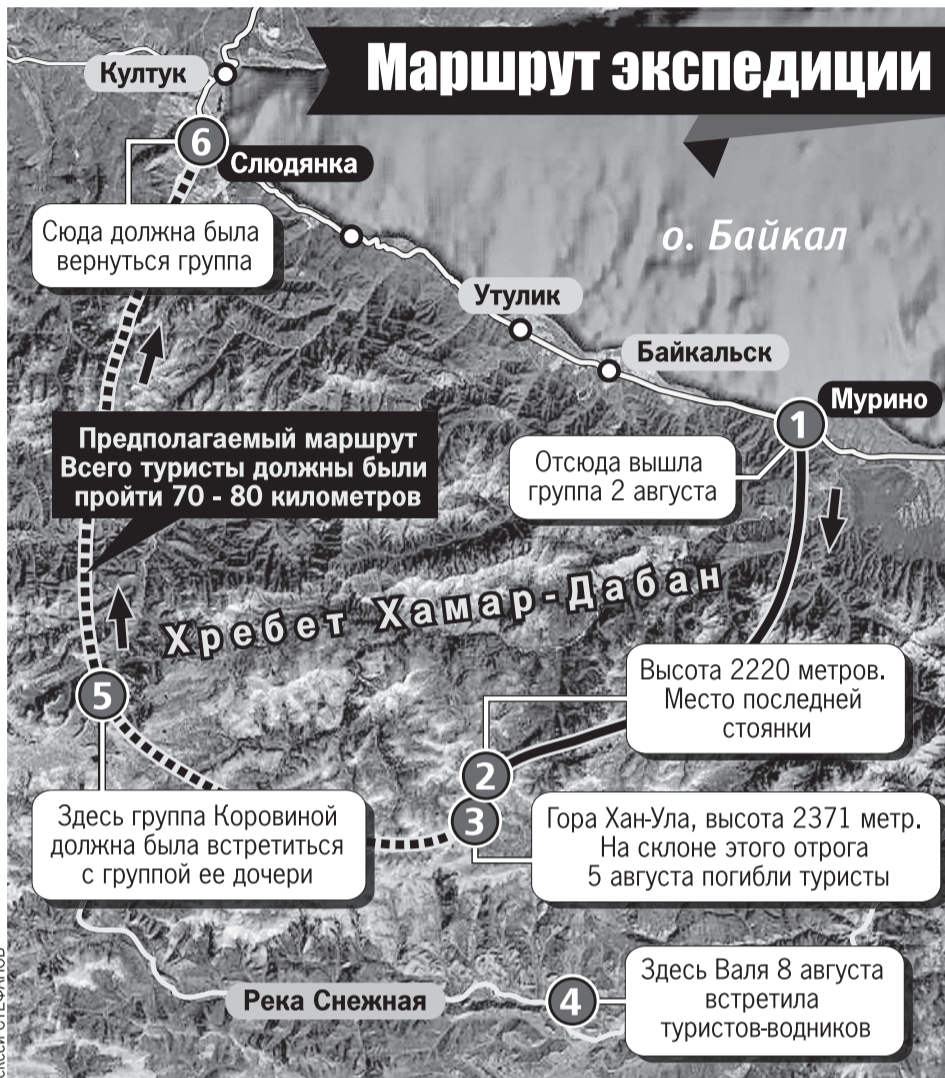 Маршрут экспедиции
Култук
6
Слюдянка
Сюда должна была
вернуться группа
о. Байкал
Утулик
Байкальск
Мурино
1
Отсюда вышла
группа 2 августа
Предполагаемый маршрут
Всего туристы должны были
пройти 70 - 80 километров
Хребет Хамар-Дабан
5
Высота 2220 метров.
Место последней
стоянки
2
3
Здесь группа Коровиной
должна была встретиться
с группой ее дочери
Гора Хан-Ула, высота 2371 метр.
На склоне этого отрога
5 августа погибли туристы
Река Снежная
4
Здесь Валя 8 августа
встретила
туристов-водников